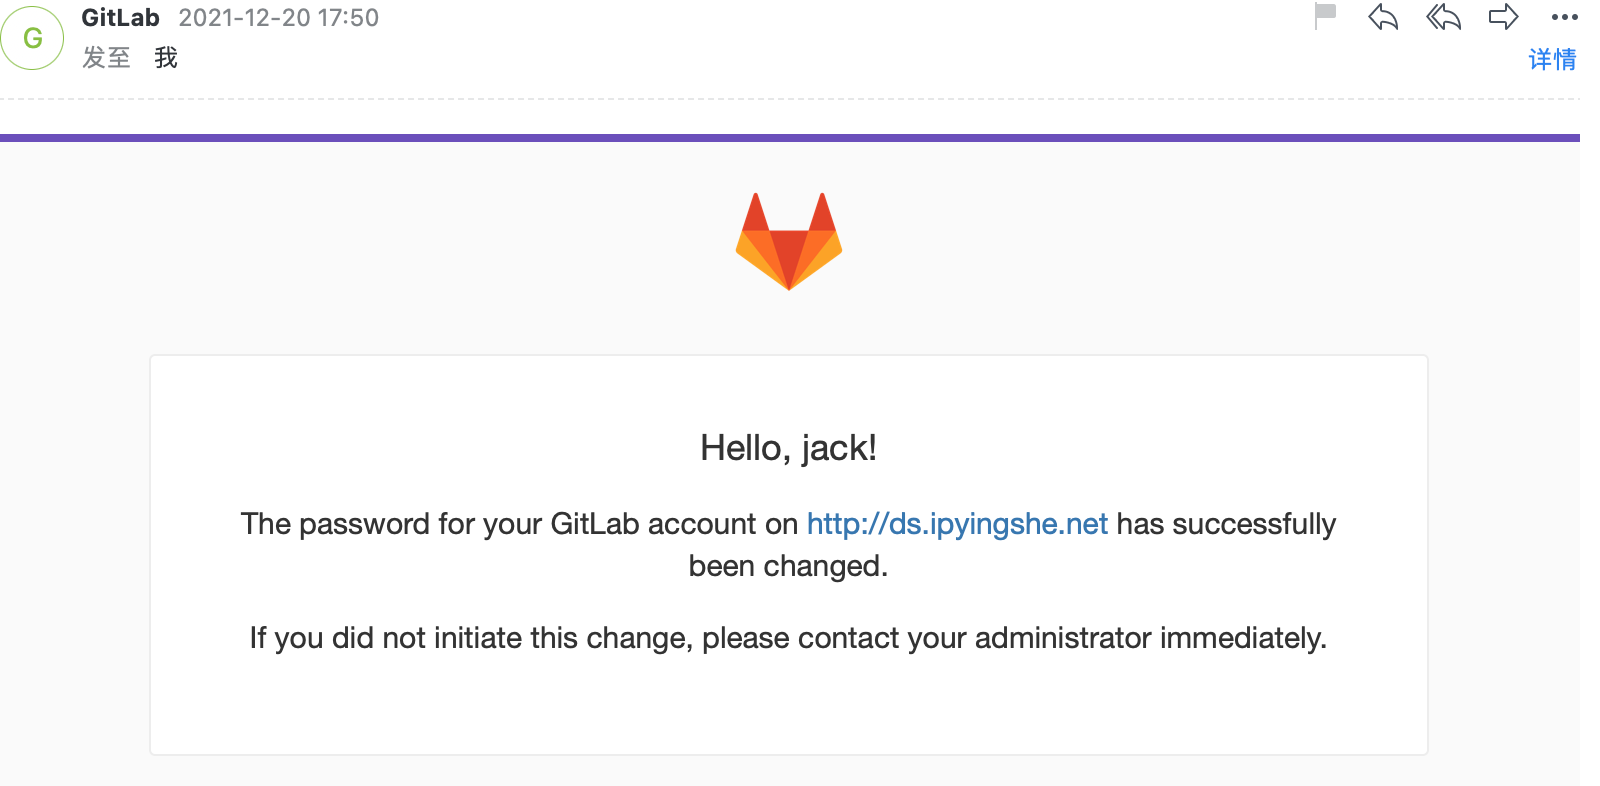 G
GitLab 2021-12-20 17:50
发至 我
详情
Hello, jack!
The password for your GitLab account on http://ds.ipyingshe.net has successfully
been changed.
If you did not initiate this change, please contact your administrator immediately.